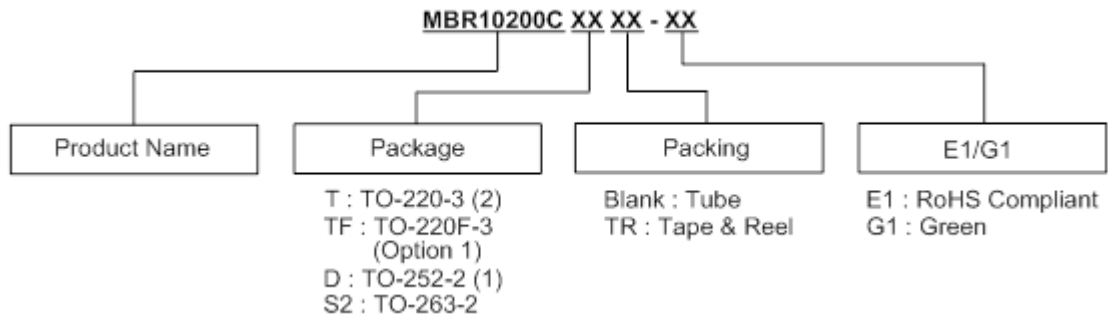 MBR10200C XX XX - XX
Product Name
Package
Packing
E1/G1
T : TO-220-3 (2)
TF : TO-220F-3
(Option 1)
D : TO-252-2 (1)
S2 : TO-263-2
Blank : Tube
TR : Tape & Reel
E1 : RoHS Compliant
G1 : Green